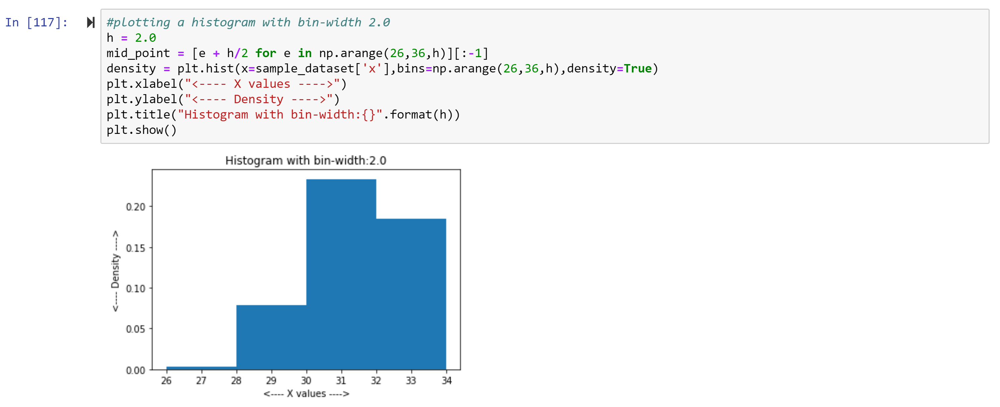 In [117]:
#plotting a histogram with bin-width 2.0
h = 2.0
mid_point = [e + h/2 for e in np.arange(26,36,h)][:-1]
density = plt.hist(x=sample_dataset['x'],bins=np.arange(26,36,h),density=True)
plt.xlabel("<---- X values ---->")
plt.ylabel("<---- Density ---->")
plt.title("Histogram with bin-width:{}".format(h))
plt.show()
Histogram with bin-width:2.0
<---- Density ---->
0.20
0.15
0.10
0.05
0.00
26 27 28 29 30 31 32 33 34
<---- X values ---->